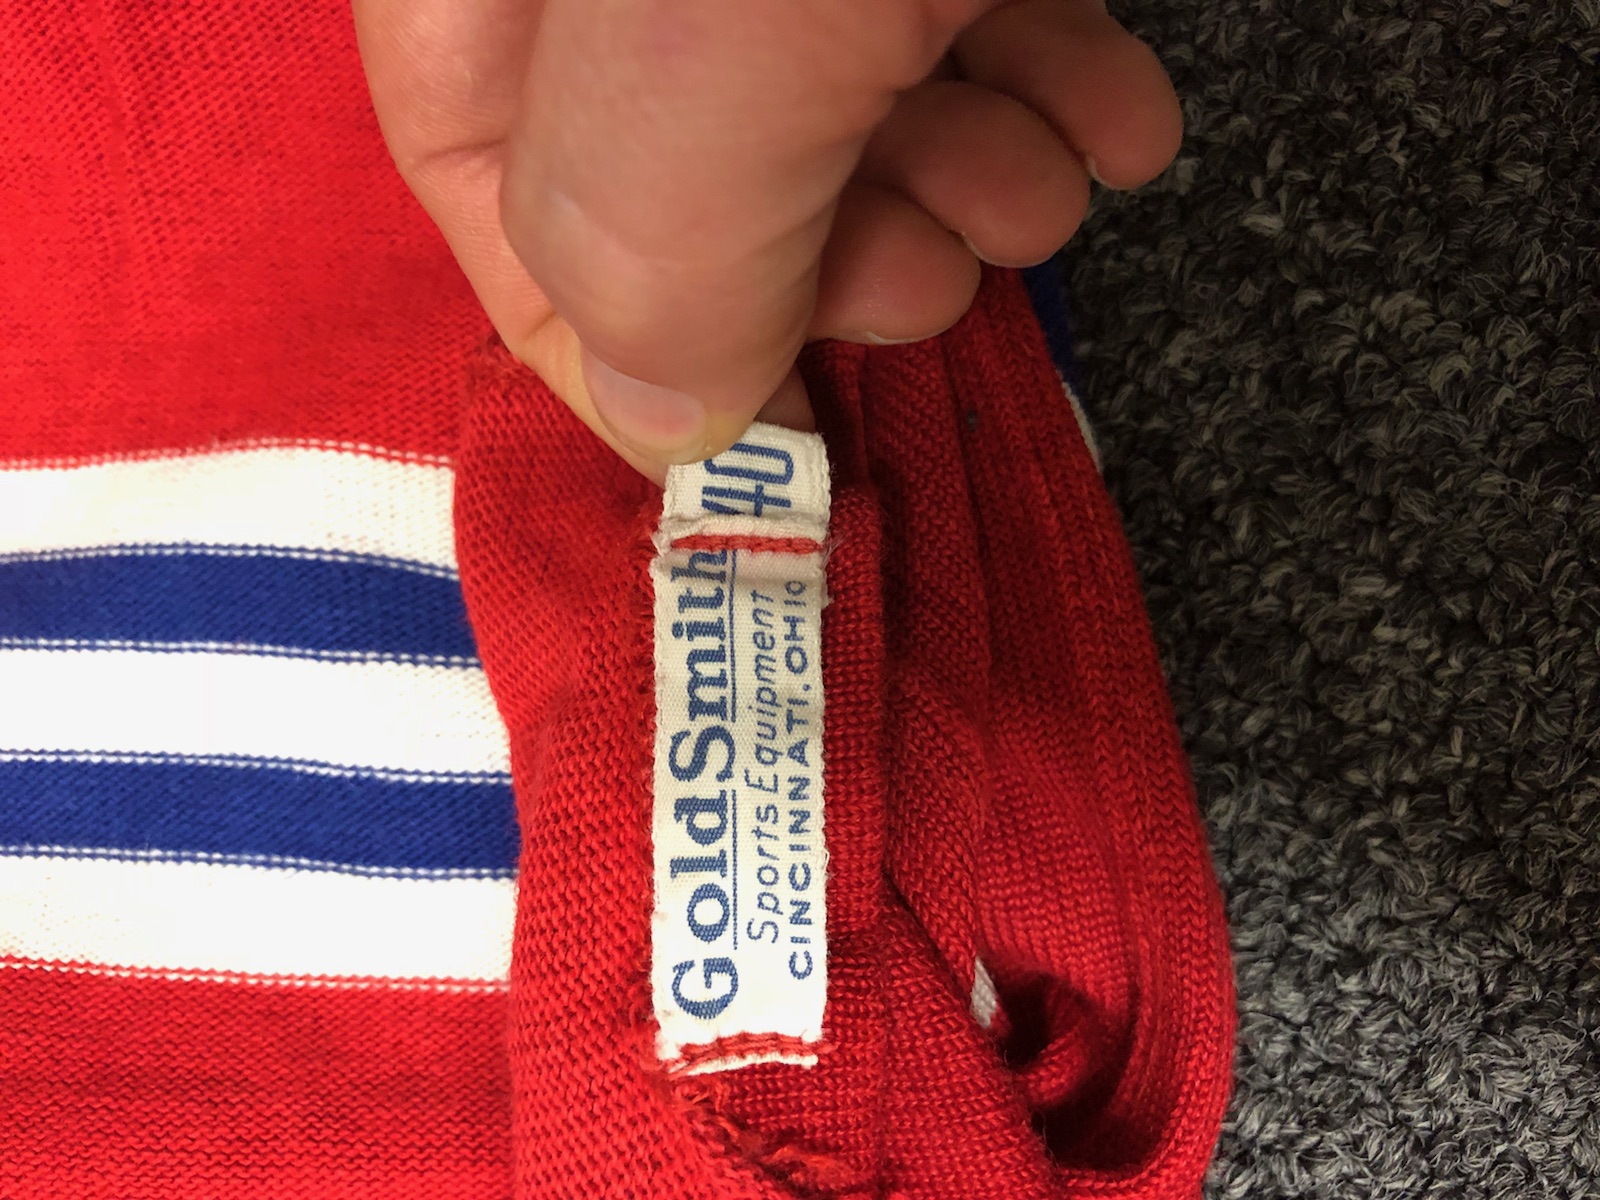 GoldSmith
Sports Equipment
CINCINNATI, OHIO
40